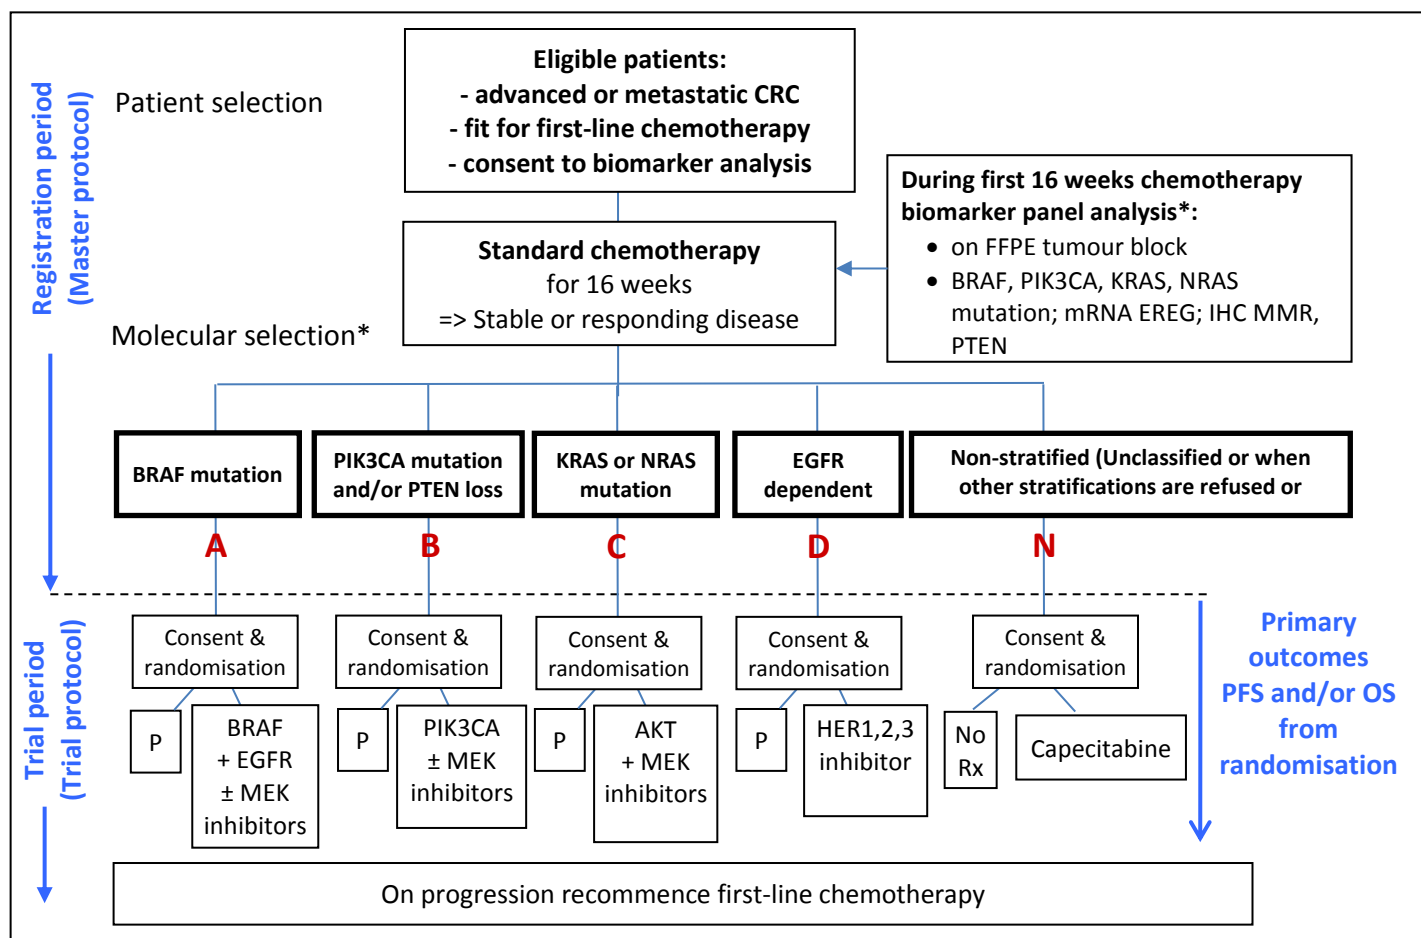 Registration period
(Master protocol)
Patient selection
Eligible patients:
- advanced or metastatic CRC
- fit for first-line chemotherapy
- consent to biomarker analysis
During first 16 weeks chemotherapy
biomarker panel analysis*:
• on FFPE tumour block
• BRAF, PIK3CA, KRAS, NRAS
mutation; mRNA EREG; IHC MMR,
PTEN
Standard chemotherapy
for 16 weeks
=> Stable or responding disease
Molecular selection*
BRAF mutation
PIK3CA mutation
and/or PTEN loss
KRAS or NRAS
mutation
EGFR
dependent
Non-stratified (Unclassified or when
other stratifications are refused or
A
B
C
D
N
Trial period
(Trial protocol)
Consent &
randomisation
Consent &
randomisation
Consent &
randomisation
Consent &
randomisation
Consent &
randomisation
P
BRAF
+ EGFR
± MEK
inhibitors
P
PIK3CA
± MEK
inhibitors
P
AKT
+ MEK
inhibitors
P
HER1,2,3
inhibitor
No
Rx
Capecitabine
Primary
outcomes
PFS and/or OS
from
randomisation
On progression recommence first-line chemotherapy